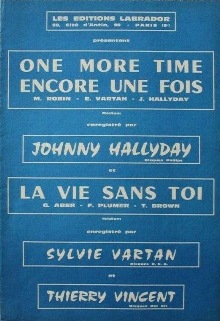 LES EDITIONS LABRADOR
présentent
ONE MORE TIME
ENCORE UNE FOIS
M. ROBIN - E. VARTAN - J. HALLYDAY
enregistré par
JOHNNY HALLYDAY
et
LA VIE SANS TOI
G. ABER - F. PLUMER - T. BROWN
enregistré par
SYLVIE VARTAN
et
THIERRY VINCENT